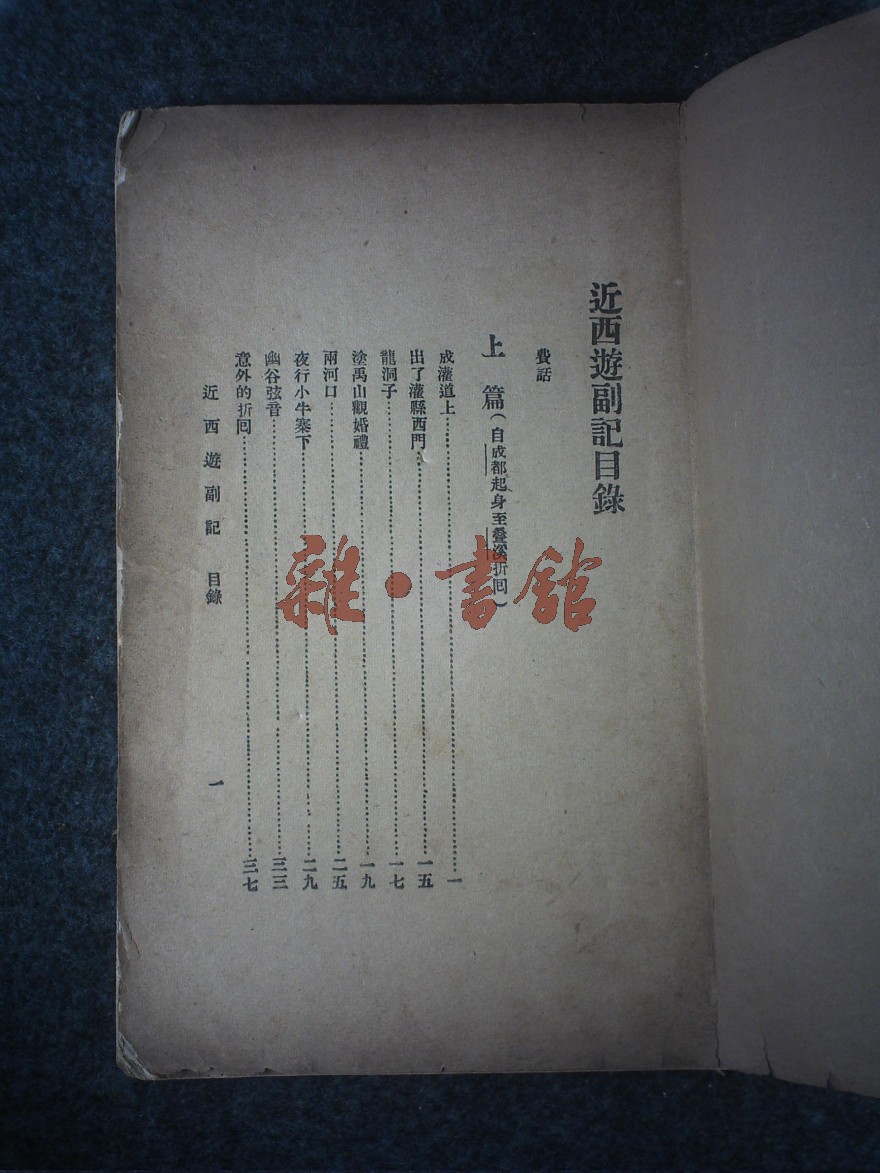 近西遊副記目錄
費話
上篇（自成都起身至疊溪折囘）
成灌道上……一
出了灌縣西門……一五
龍洞子……一七
塗禹山觀婚禮……一九
兩河口……二五
夜行小牛寨下……二九
幽谷弦音……三三
意外的折囘……三七
近西遊副記 目錄
一
雜·書館